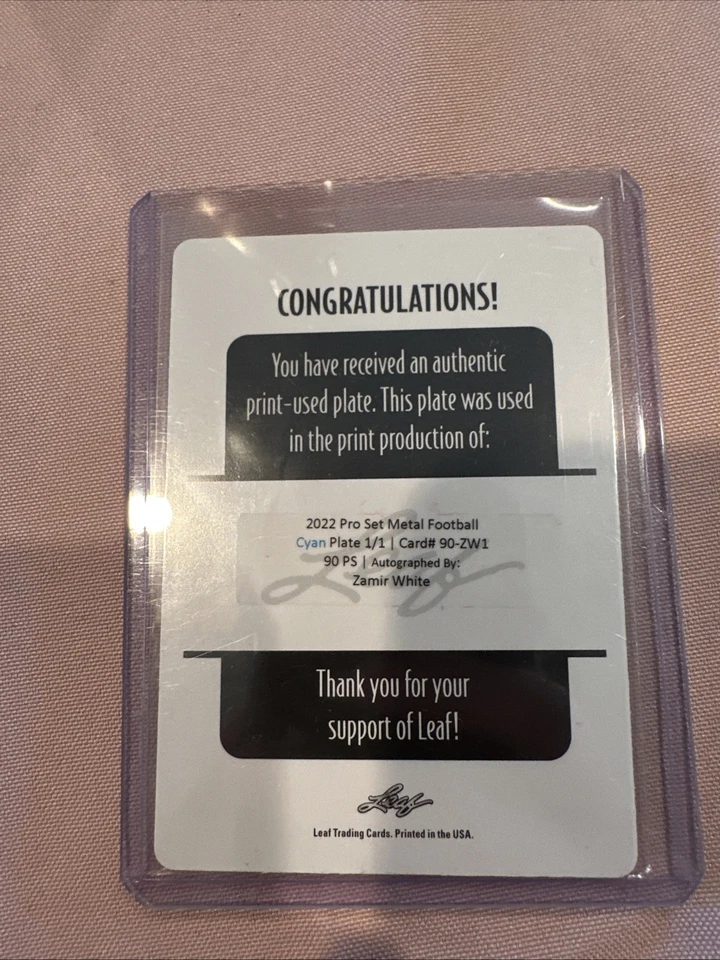 CONGRATULATIONS!
You have received an authentic
print-used plate. This plate was used
in the print production of:
2022 Pro Set Metal Football
Cyan Plate 1/1 | Card# 90-ZW1
90 PS | Autographed By:
Zamir White
Leaf
Thank you for your
support of Leaf!
Leaf
Leaf Trading Cards. Printed in the USA.